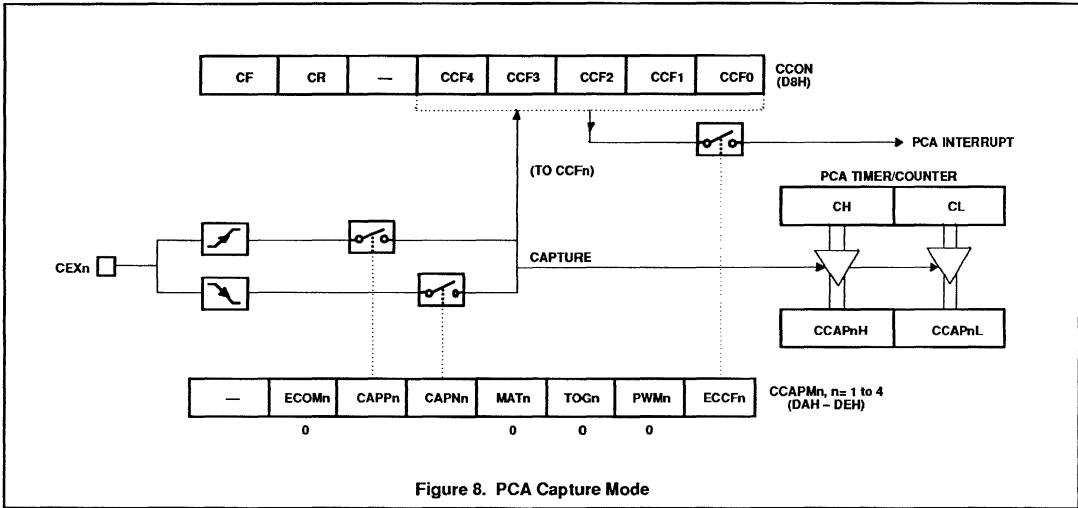 CF CR — CCF4 CCF3 CCF2 CCF1 CCF0
CCON
(D8H)
PCA INTERRUPT
(TO CCFn)
PCA TIMER/COUNTER
CH CL
CEXn
CAPTURE
CCAPnH CCAPnL
— ECOMn CAPPn CAPNn MATn TOGn PWMn ECCFn
CCAPMn, n= 1 to 4
(DAH – DEH)
0 0 0 0
Figure 8. PCA Capture Mode